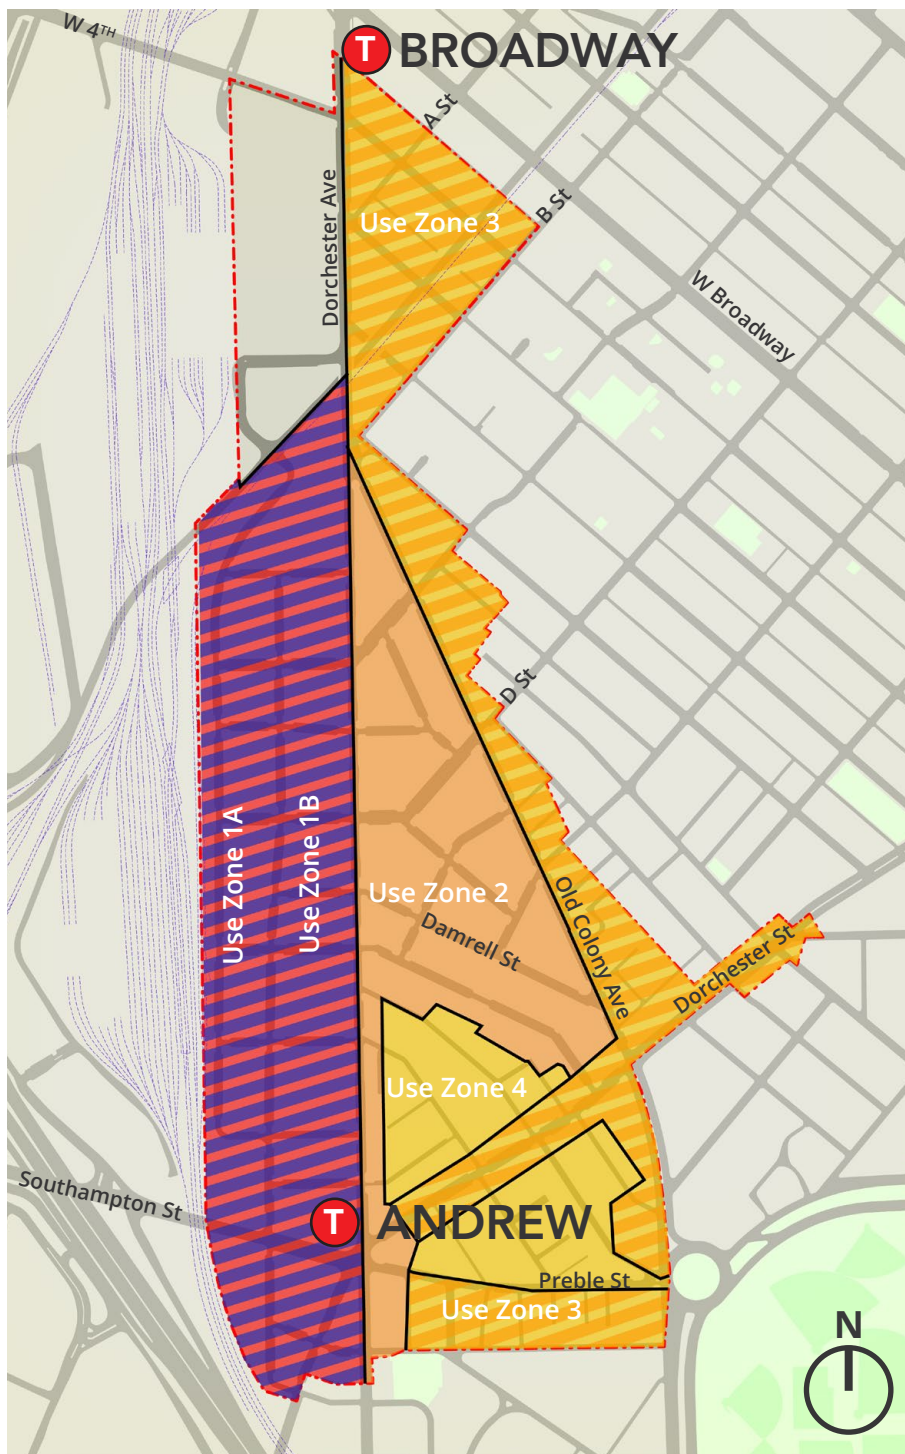 W 4TH
T BROADWAY
A St
B St
Dorchester Ave
Use Zone 3
W Broadway
D St
Use Zone 1A
Use Zone 1B
Use Zone 2
Old Colony Ave
Damrell St
Dorchester St
Use Zone 4
Southampton St
T ANDREW
Preble St
Use Zone 3
N